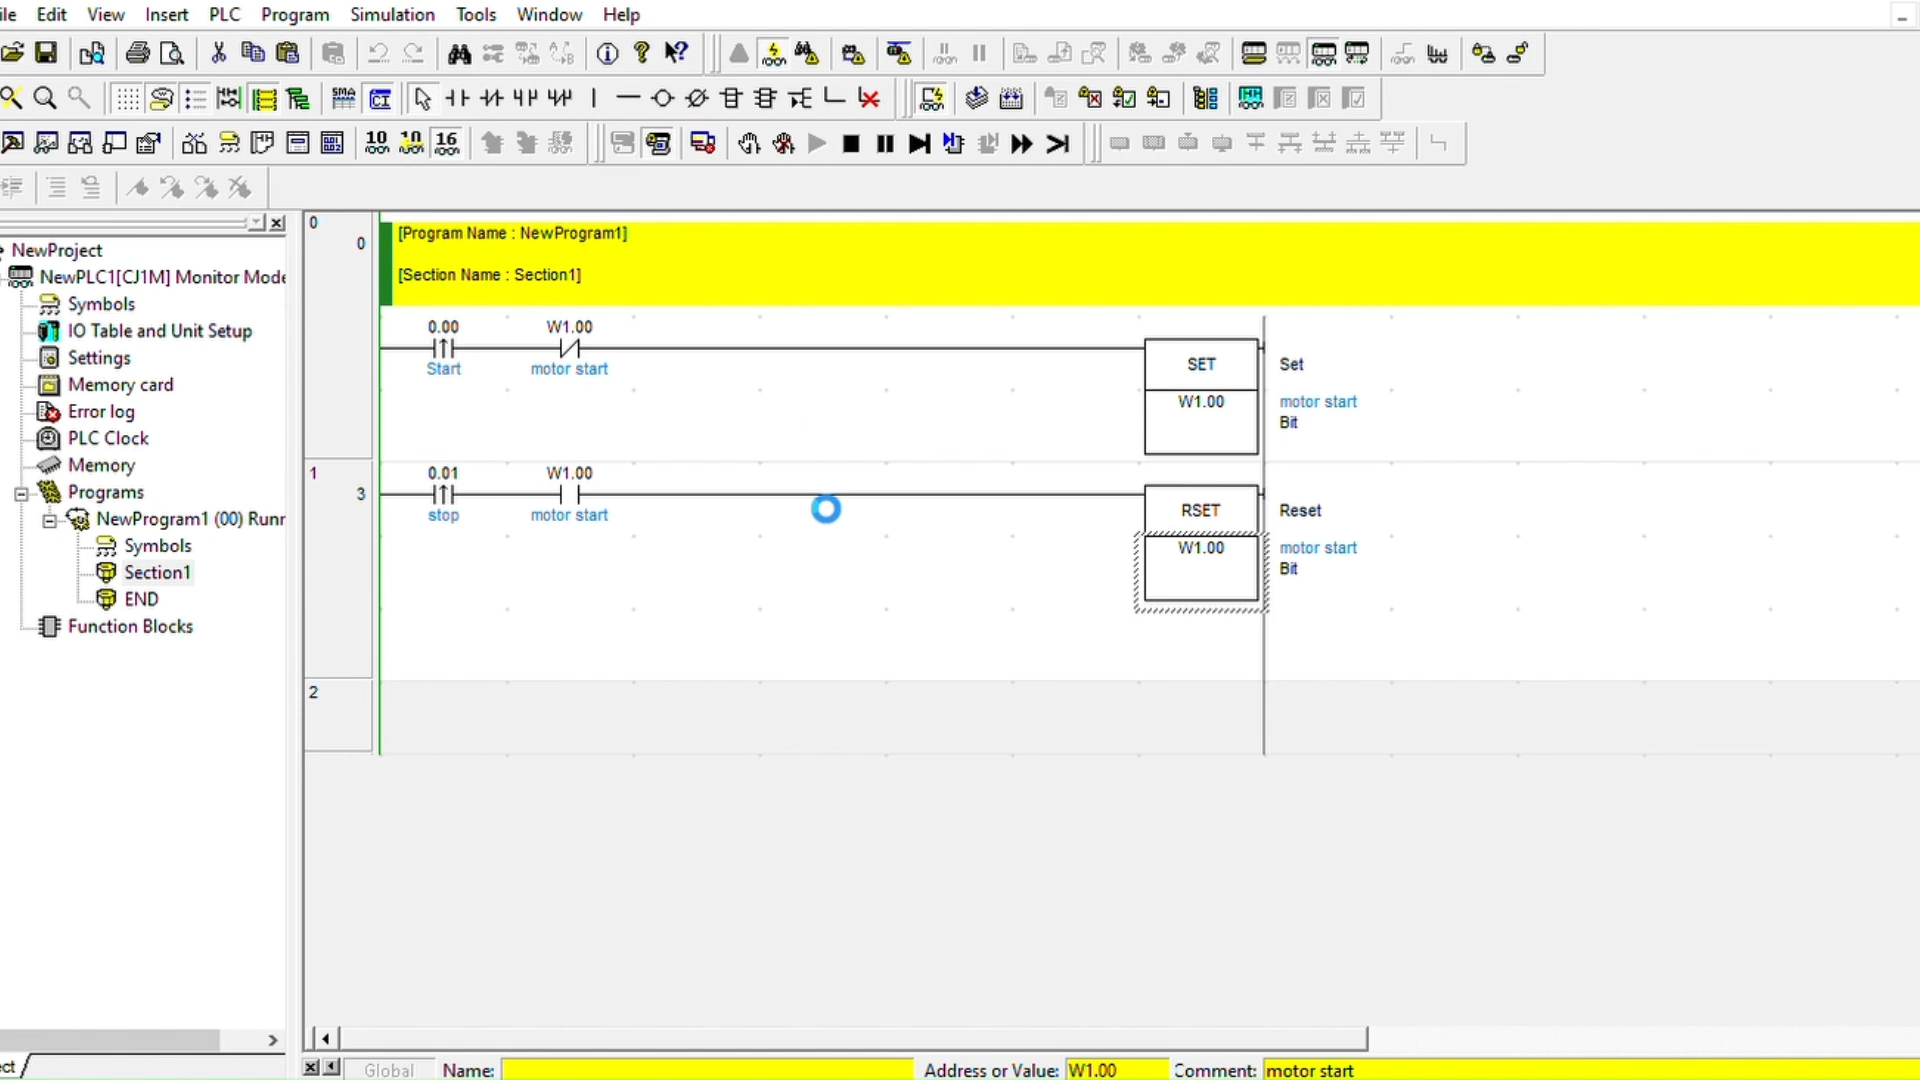 ile Edit View Insert PLC Program Simulation Tools Window Help
SMA CI
10 10 16
NewProject
NewPLC1[CJ1M] Monitor Mode
Symbols
IO Table and Unit Setup
Settings
Memory card
Error log
PLC Clock
Memory
Programs
NewProgram1 (00) Runr
Symbols
Section1
END
Function Blocks
ct
0
0
[Program Name : NewProgram1]
[Section Name : Section1]
0.00 W1.00
Start motor start
SET Set
W1.00 motor start
Bit
1
3
0.01 W1.00
stop motor start
RSET Reset
W1.00 motor start
Bit
2
Global Name: Address or Value: W1.00 Comment: motor start